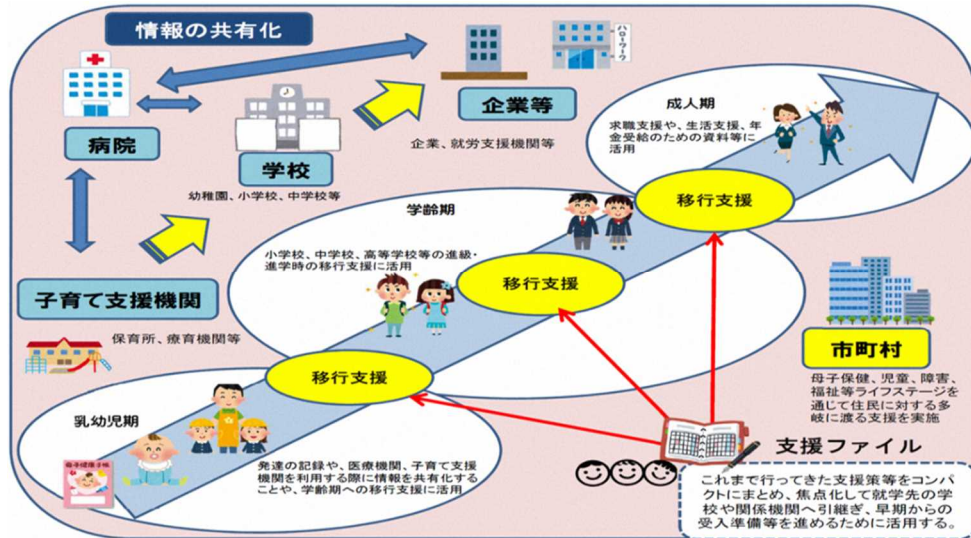 情報の共有化
病院
学校
幼稚園、小学校、中学校等
ハローワーク
企業等
企業、就労支援機関等
成人期
求職支援や、生活支援、年
金受給のための資料等に
活用
移行支援
学齢期
小学校、中学校、高等学校等の進級・
進学時の移行支援に活用
移行支援
子育て支援機関
保育所、療育機関等
移行支援
乳幼児期
母子健康手帳
発達の記録や、医療機関、子育て支援
機関を利用する際に情報を共有化する
ことや、学齢期への移行支援に活用
市町村
母子保健、児童、障害、
福祉等ライフステージを
通じて住民に対する多
岐に渡る支援を実施
支援ファイル
これまで行ってきた支援策等をコンパ
クトにまとめ、焦点化して就学先の学
校や関係機関へ引継ぎ、早期からの
受入準備等を進めるために活用する。